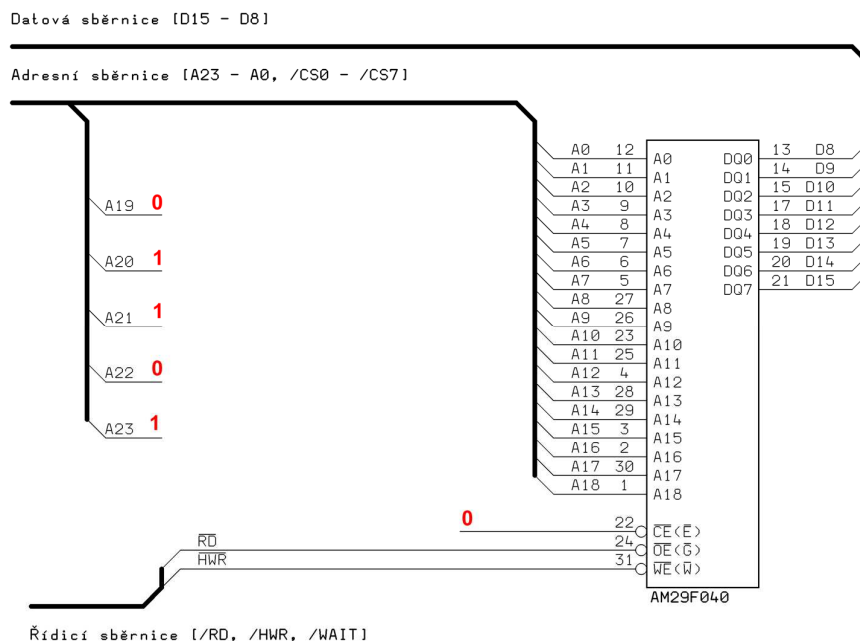 Datová sběrnice [D15 - D8]
Adresní sběrnice [A23 - A0, /CS0 - /CS7]
A0 12 A0 DQ0 13 D8
A1 11 A1 DQ1 14 D9
A2 10 A2 DQ2 15 D10
A3 9 A3 DQ3 17 D11
A4 8 A4 DQ4 18 D12
A5 7 A5 DQ5 19 D13
A6 6 A6 DQ6 20 D14
A7 5 A7 DQ7 21 D15
A8 27 A8
A9 26 A9
A10 23 A10
A11 25 A11
A12 4 A12
A13 28 A13
A14 29 A14
A15 3 A15
A16 2 A16
A17 30 A17
A18 1 A18
A19 0
A20 1
A21 1
A22 0
A23 1
0 22 CE(E)
RD 24 OE(G)
HWR 31 WE(W)
AM29F040
Řídicí sběrnice [/RD, /HWR, /WAIT]